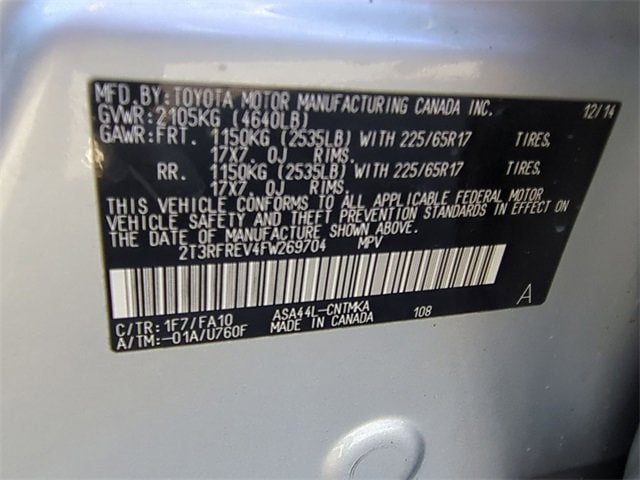 MFD. BY: TOYOTA MOTOR MANUFACTURING CANADA INC. 12/14
GVWR: 2105KG (4640LB)
GAWR: FRT. 1150KG (2535LB) WITH 225/65R17 TIRES,
17X7. OJ RIMS.
RR. 1150KG (2535LB) WITH 225/65R17 TIRES,
17X7. OJ RIMS.
THIS VEHICLE CONFORMS TO ALL APPLICABLE FEDERAL MOTOR
VEHICLE SAFETY AND THEFT PREVENTION STANDARDS IN EFFECT ON
THE DATE OF MANUFACTURE SHOWN ABOVE.
2T3RFREV4FW269704 MPV
C/TR: 1F7/FA10 ASA44L-CNTMKA 108 A
A/TM: -01A/U760F MADE IN CANADA